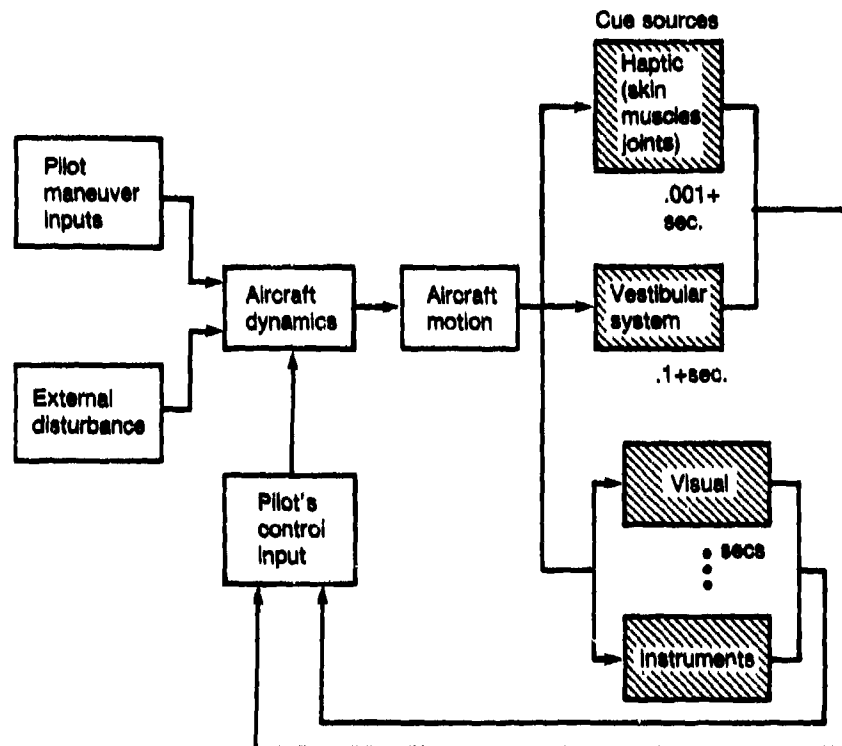 Cue sources
Haptic
(skin
muscles
joints)
.001+
sec.
Pilot
maneuver
inputs
Aircraft
dynamics
Aircraft
motion
Vestibular
system
.1+sec.
External
disturbance
Pilot's
control
input
Visual
secs
Instruments